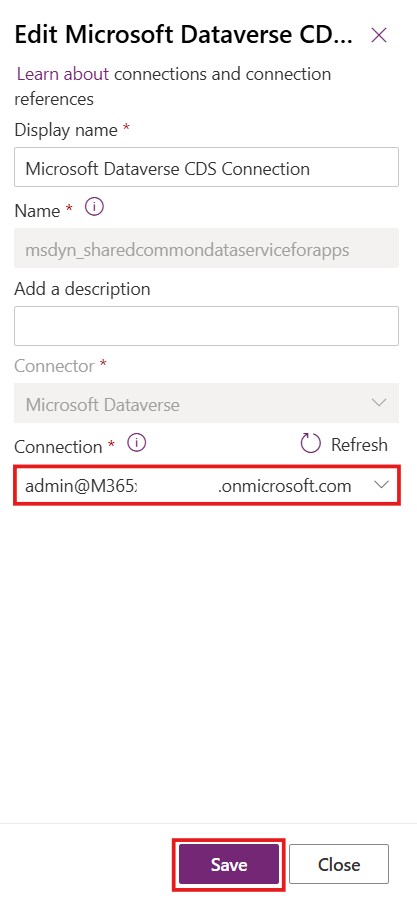 Edit Microsoft Dataverse CD...
Learn about connections and connection
references
Display name *
Microsoft Dataverse CDS Connection
Name *
msdyn_sharedcommondataserviceforapps
Add a description
Connector *
Microsoft Dataverse
Connection *
Refresh
admin@M365 .onmicrosoft.com
Save
Close